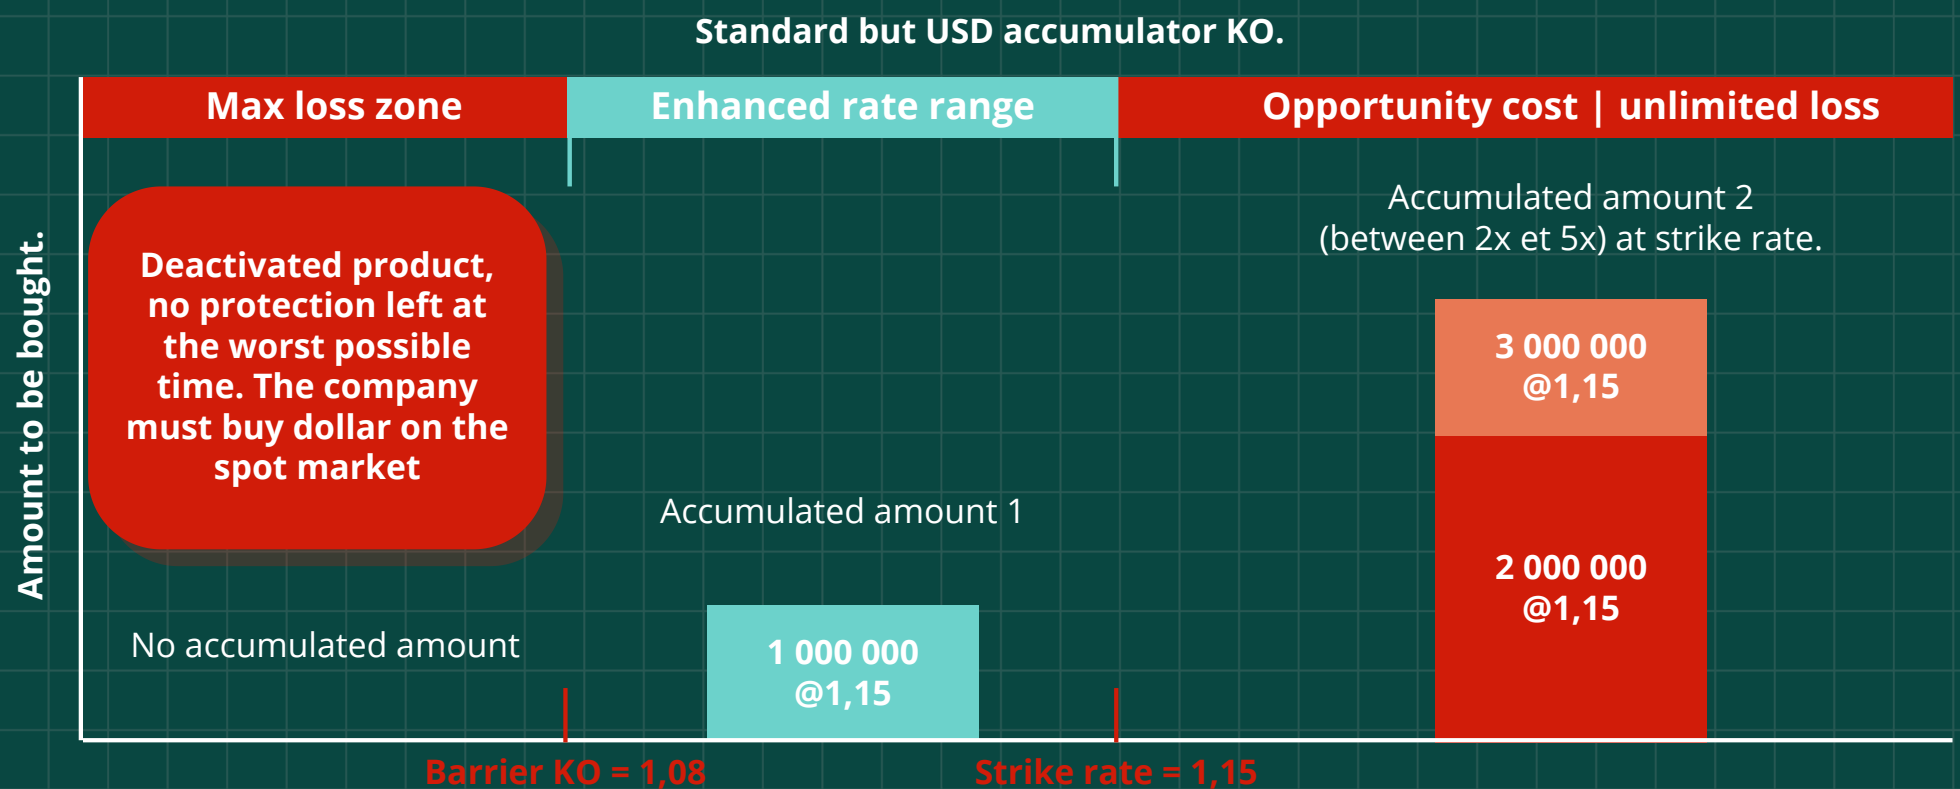 Standard but USD accumulator KO.
Max loss zone
Enhanced rate range
Opportunity cost | unlimited loss
Amount to be bought.
Deactivated product,
no protection left at
the worst possible
time. The company
must buy dollar on the
spot market
No accumulated amount
Accumulated amount 1
1 000 000
@1,15
Accumulated amount 2
(between 2x et 5x) at strike rate.
3 000 000
@1,15
2 000 000
@1,15
Barrier KO = 1,08
Strike rate = 1,15